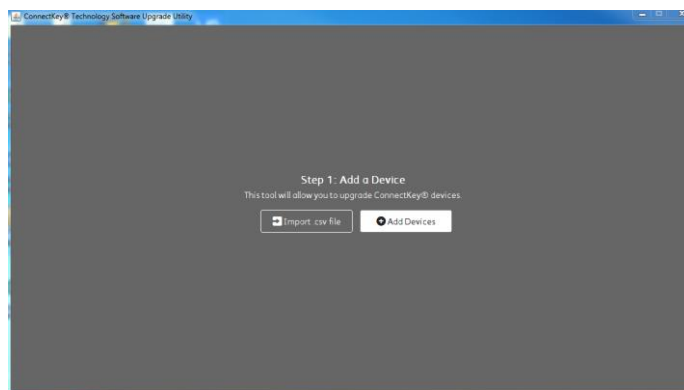 ConnectKey® Technology Software Upgrade Utility
Step 1: Add a Device
This tool will allow you to upgrade ConnectKey® devices.
Import .csv file
Add Devices